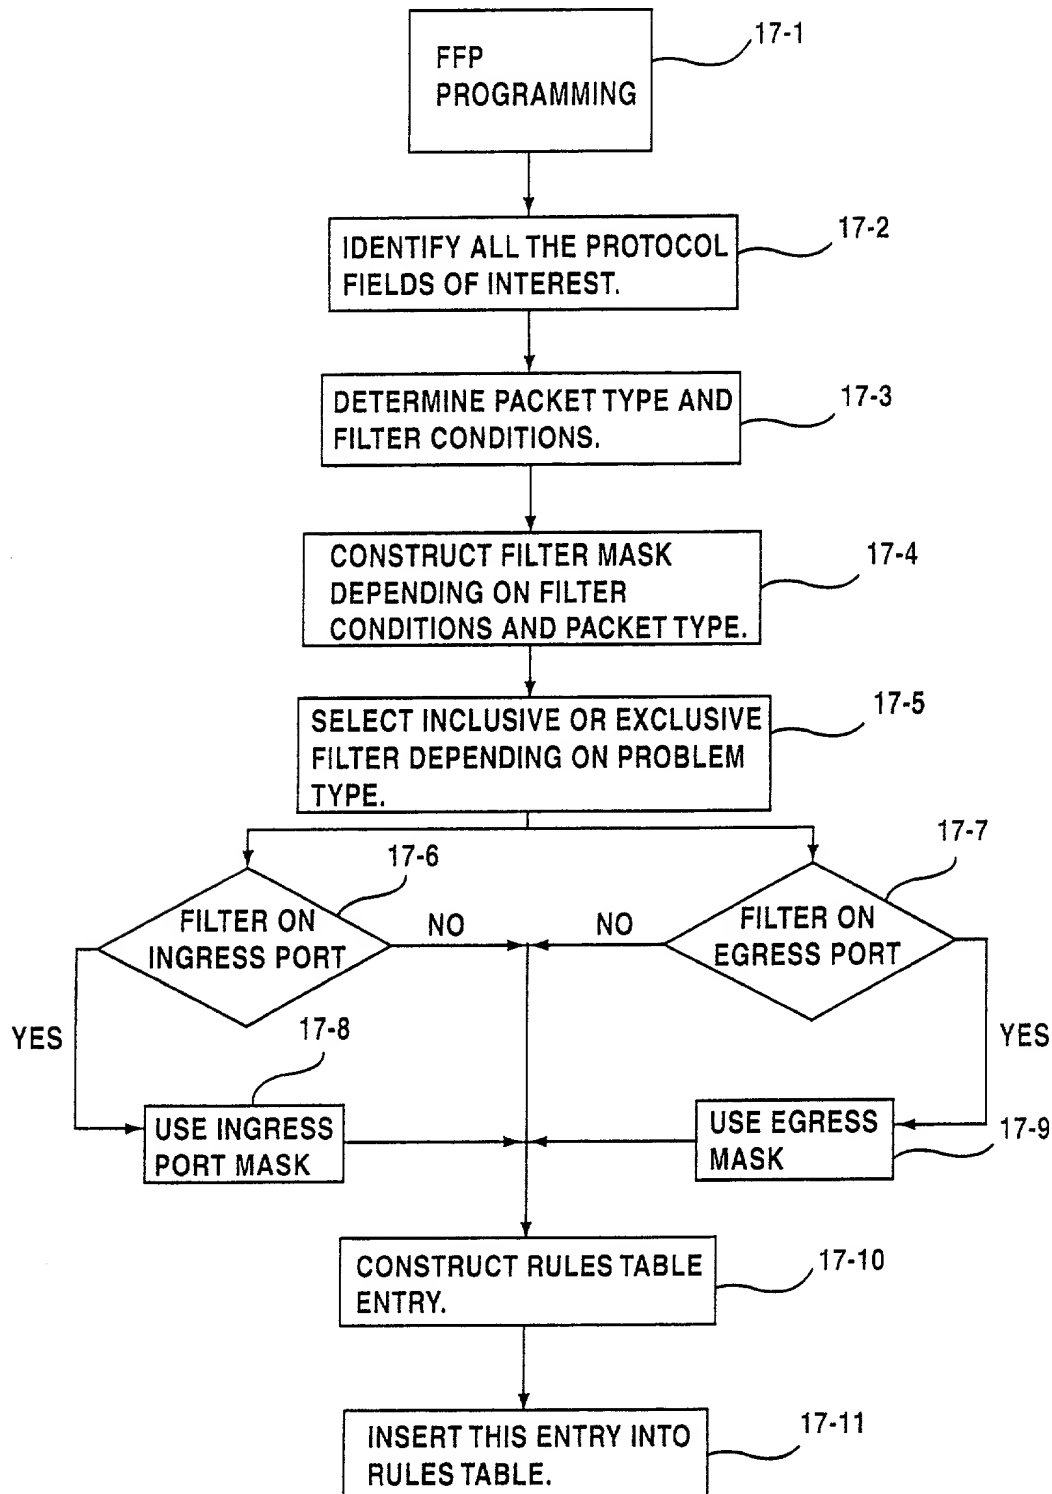 FFP
PROGRAMMING
17-1
IDENTIFY ALL THE PROTOCOL
FIELDS OF INTEREST.
17-2
DETERMINE PACKET TYPE AND
FILTER CONDITIONS.
17-3
CONSTRUCT FILTER MASK
DEPENDING ON FILTER
CONDITIONS AND PACKET TYPE.
17-4
SELECT INCLUSIVE OR EXCLUSIVE
FILTER DEPENDING ON PROBLEM
TYPE.
17-5
17-6
FILTER ON
INGRESS PORT
NO
YES
17-7
FILTER ON
EGRESS PORT
NO
YES
17-8
USE INGRESS
PORT MASK
USE EGRESS
MASK
17-9
CONSTRUCT RULES TABLE
ENTRY.
17-10
INSERT THIS ENTRY INTO
RULES TABLE.
17-11